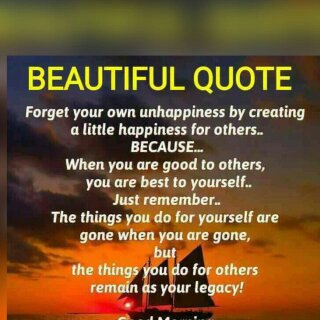 BEAUTIFUL QUOTE
Forget your own unhappiness by creating
a little happiness for others..
BECAUSE...
When you are good to others,
you are best to yourself..
Just remember..
The things you do for yourself are
gone when you are gone,
but
the things you do for others
remain as your legacy!
Good Morning